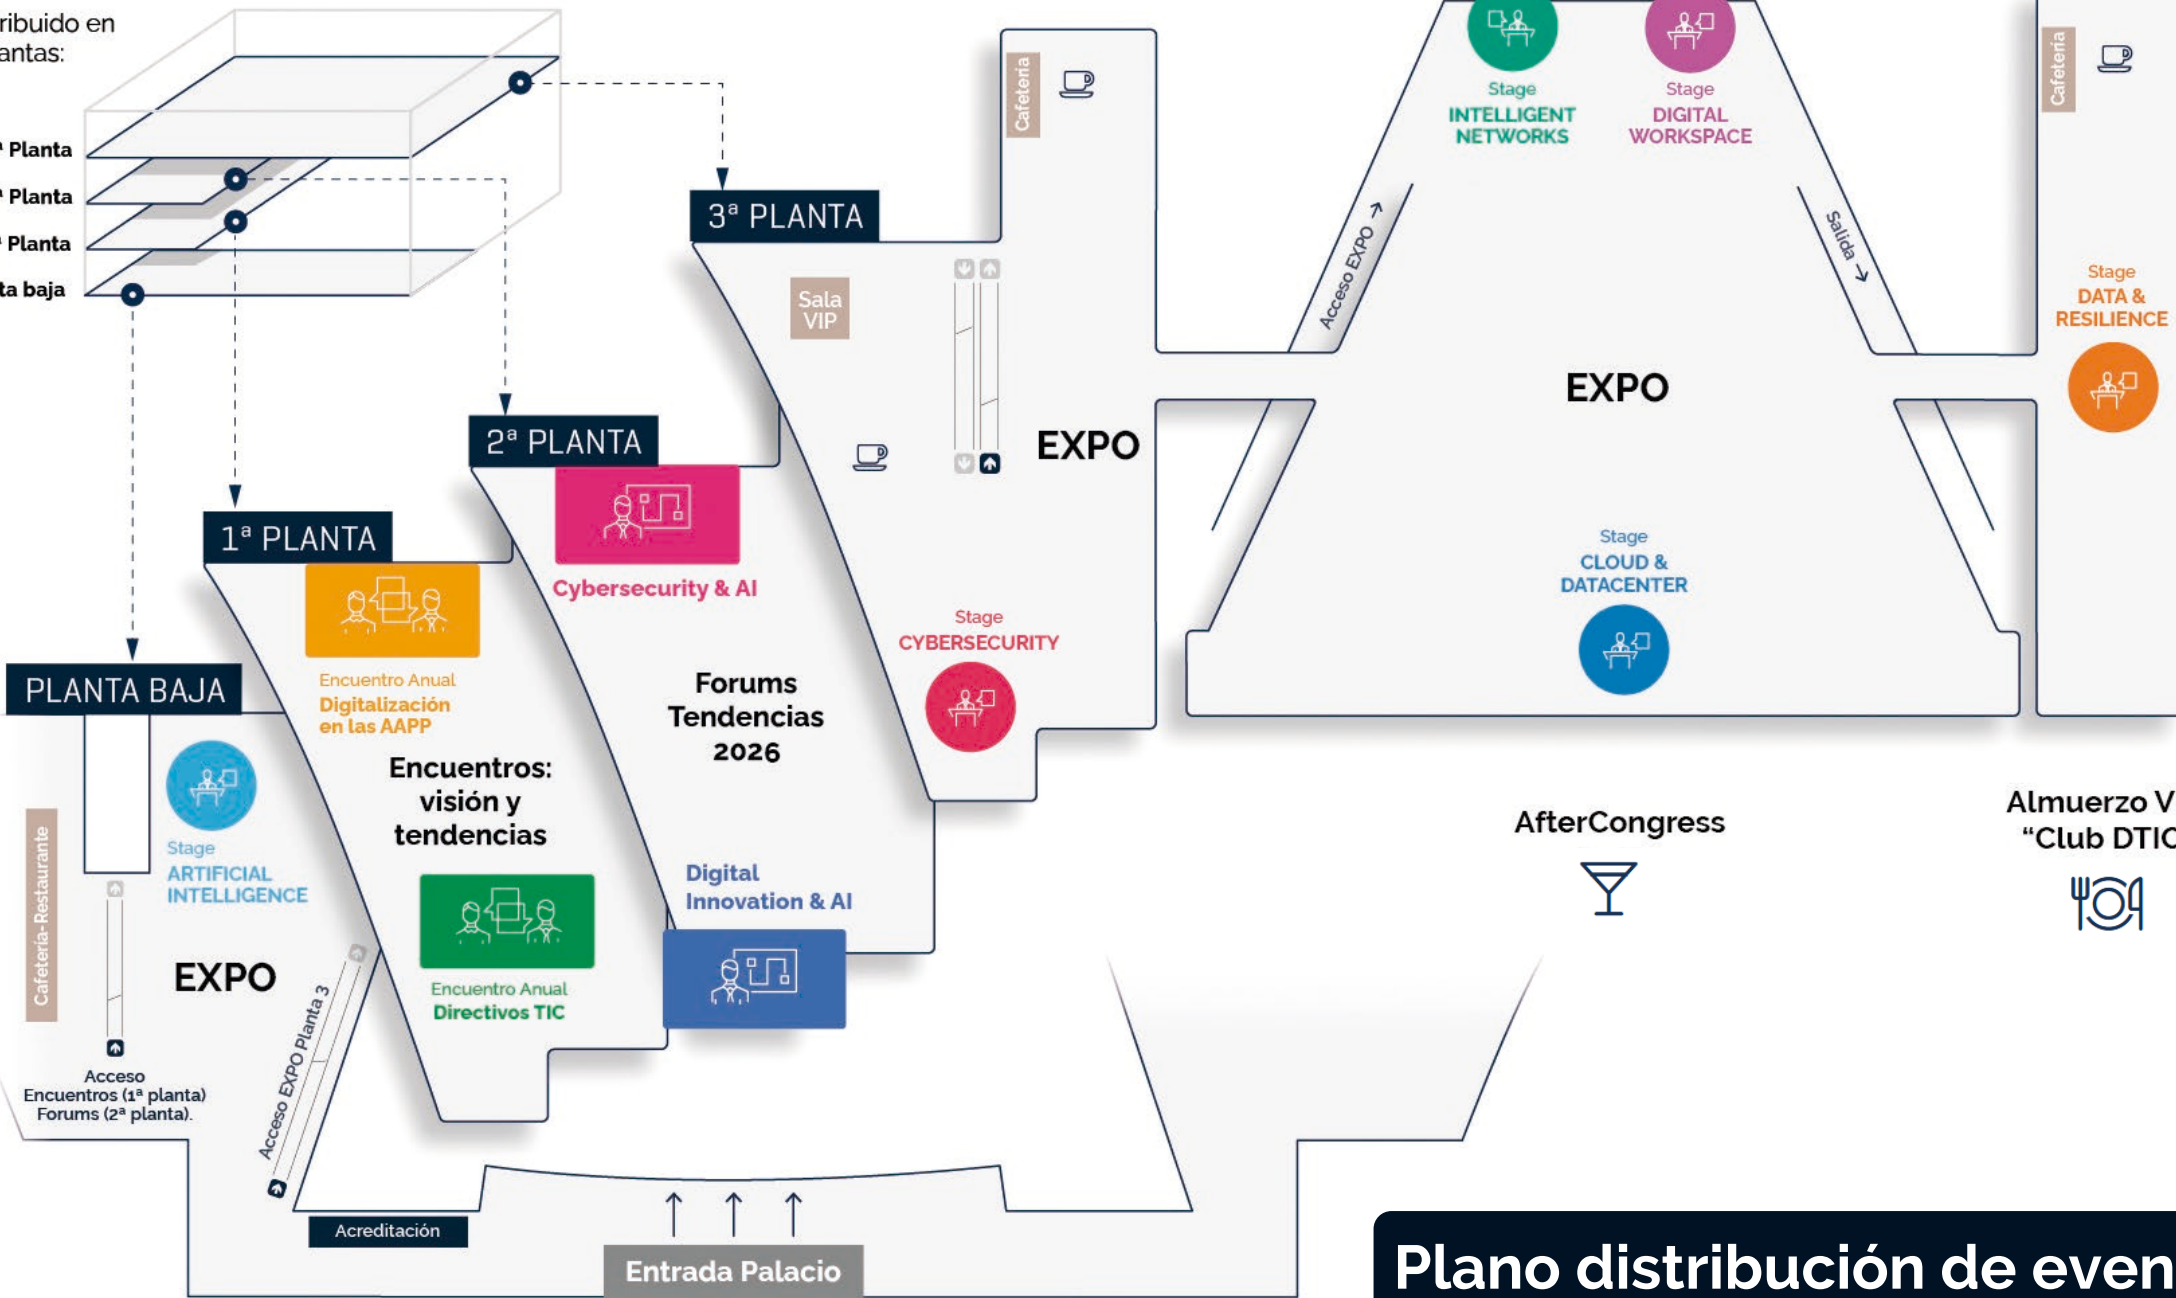 ribuido en
antas:
ª Planta
ª Planta
ª Planta
ta baja
3ª PLANTA
2ª PLANTA
1ª PLANTA
PLANTA BAJA
Cafetería
Sala
VIP
EXPO
Stage
CYBERSECURITY
Stage
INTELLIGENT
NETWORKS
Stage
DIGITAL
WORKSPACE
Acceso EXPO →
Salida →
EXPO
Stage
CLOUD &
DATACENTER
Cafetería
Stage
DATA &
RESILIENCE
Cybersecurity & AI
Forums
Tendencias
2026
Digital
Innovation & AI
Encuentro Anual
Digitalización
en las AAPP
Encuentros:
visión y
tendencias
Encuentro Anual
Directivos TIC
Stage
ARTIFICIAL
INTELLIGENCE
Cafetería-Restaurante
EXPO
Acceso
Encuentros (1ª planta)
Forums (2ª planta).
Acceso EXPO Planta 3
Acreditación
Entrada Palacio
AfterCongress
Almuerzo V
“Club DTIC
Plano distribución de even